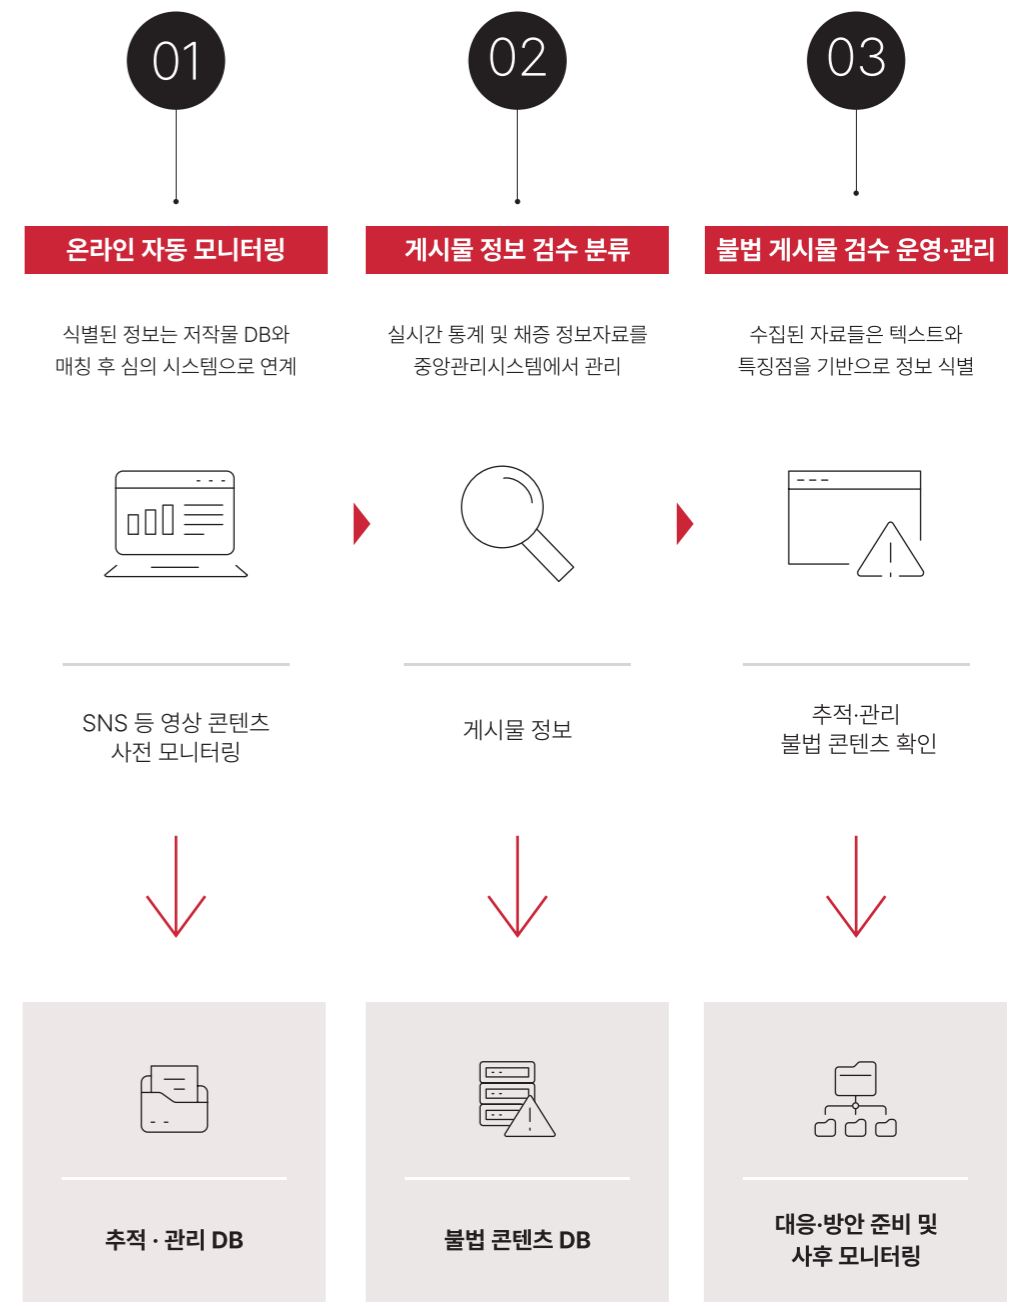 01
온라인 자동 모니터링
식별된 정보는 저작물 DB와
매칭 후 심의 시스템으로 연계
SNS 등 영상 콘텐츠
사전 모니터링
추적 · 관리 DB
02
게시물 정보 검수 분류
실시간 통계 및 채증 정보자료를
중앙관리시스템에서 관리
게시물 정보
불법 콘텐츠 DB
03
불법 게시물 검수 운영·관리
수집된 자료들은 텍스트와
특징점을 기반으로 정보 식별
추적·관리
불법 콘텐츠 확인
대응·방안 준비 및
사후 모니터링